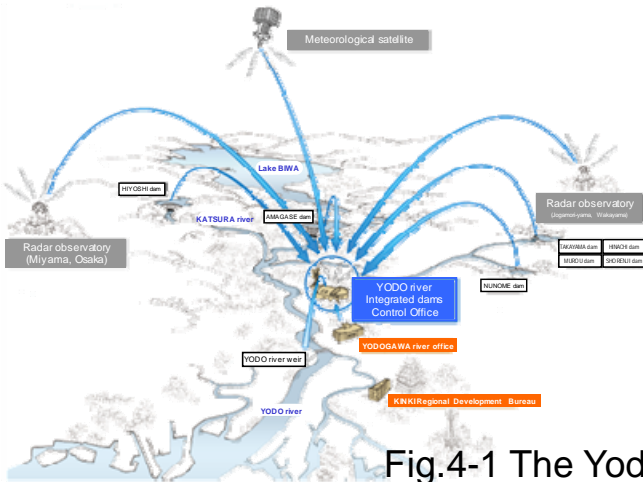 Meteorological satellite
Lake BIWA
HIYOSHI dam
KATSURA river
AMAGASE dam
Radar observatory
(Miyama, Osaka)
Radar observatory
(Jogamori-yama, Wakayama)
TAKAYAMA dam
HINACHI dam
MUROU dam
SHORENJI dam
NUNOME dam
YODO river
Integrated dams
Control Office
YODOGAWA river office
YODO river weir
KINKI Regional Development Bureau
YODO river
Fig.4-1 The Yod